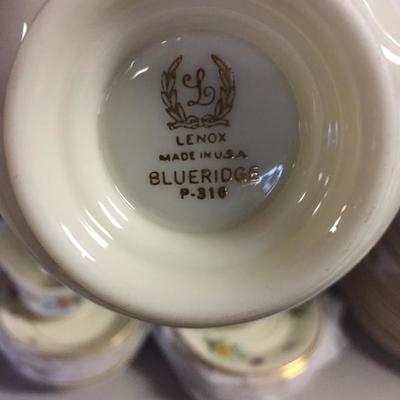 L
LENOX
MADE IN U.S.A.
BLUERIDGE
P-316